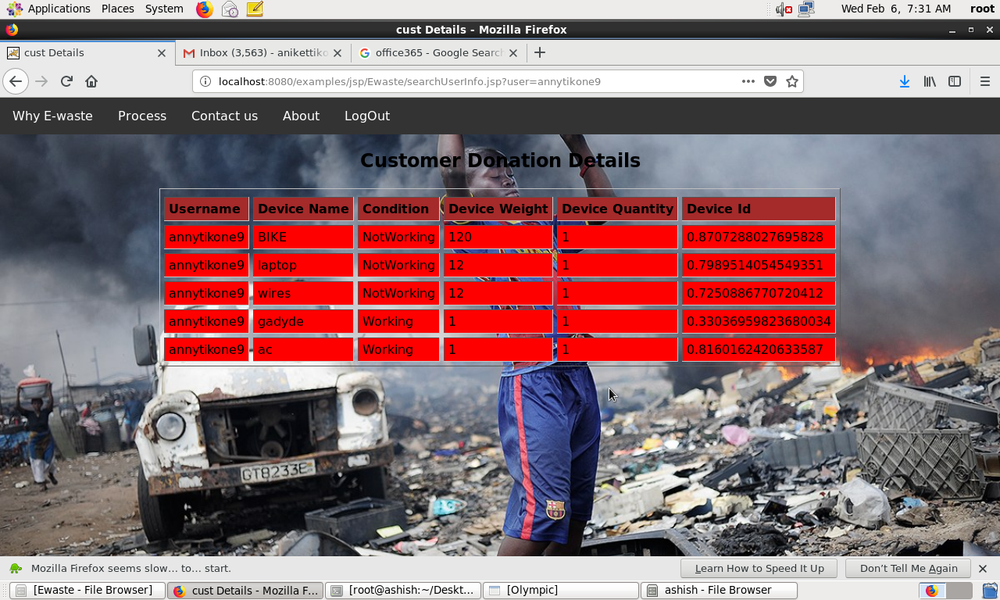 Applications Places System Wed Feb 6, 7:31 AM root
cust Details - Mozilla Firefox
cust Details Inbox (3,563) - anikettiko office365 - Google Searc
localhost:8080/examples/jsp/Ewaste/searchUserInfo.jsp?user=annytikone9
Why E-waste Process Contact us About LogOut
Customer Donation Details
Username Device Name Condition Device Weight Device Quantity Device Id
annytikone9 BIKE NotWorking 120 1 0.8707288027695828
annytikone9 laptop NotWorking 12 1 0.7989514054549351
annytikone9 wires NotWorking 12 1 0.7250886770720412
annytikone9 gadyde Working 1 1 0.33036959823680034
annytikone9 ac Working 1 1 0.8160162420633587
GT8233E
Mozilla Firefox seems slow… to… start. Learn How to Speed It Up Don't Tell Me Again
[Ewaste - File Browser] cust Details - Mozilla F... [root@ashish:~/Deskt... [Olympic] ashish - File Browser